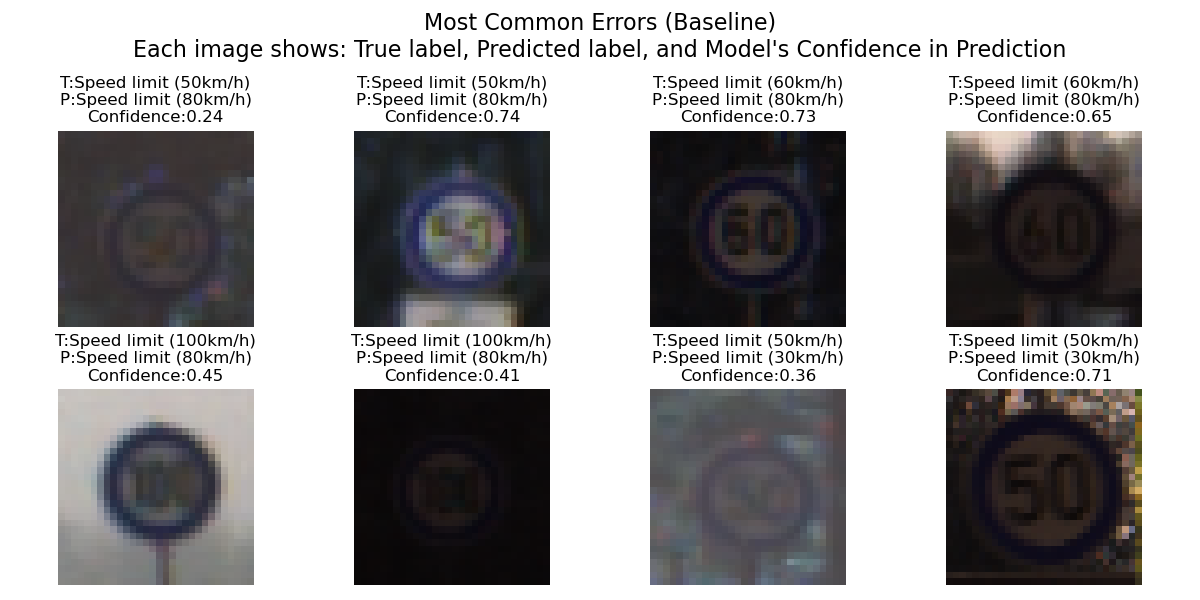 Most Common Errors (Baseline)
Each image shows: True label, Predicted label, and Model's Confidence in Prediction
T:Speed limit (50km/h)
P:Speed limit (80km/h)
Confidence:0.24
T:Speed limit (50km/h)
P:Speed limit (80km/h)
Confidence:0.74
T:Speed limit (60km/h)
P:Speed limit (80km/h)
Confidence:0.73
60
T:Speed limit (60km/h)
P:Speed limit (80km/h)
Confidence:0.65
60
T:Speed limit (100km/h)
P:Speed limit (80km/h)
Confidence:0.45
T:Speed limit (100km/h)
P:Speed limit (80km/h)
Confidence:0.41
T:Speed limit (50km/h)
P:Speed limit (30km/h)
Confidence:0.36
T:Speed limit (50km/h)
P:Speed limit (30km/h)
Confidence:0.71
50